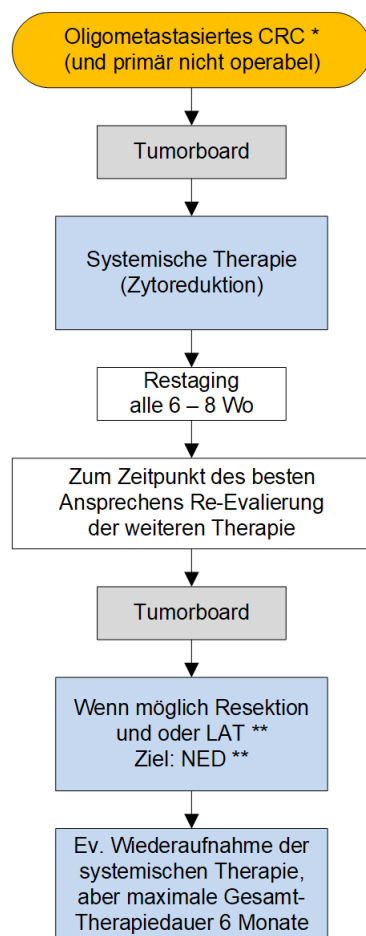 Oligometastasiertes CRC *
(und primär nicht operabel)
Tumorboard
Systemische Therapie
(Zytoreduktion)
Restaging
alle 6 – 8 Wo
Zum Zeitpunkt des besten
Ansprechens Re-Evalierung
der weiteren Therapie
Tumorboard
Wenn möglich Resektion
und oder LAT **
Ziel: NED **
Ev. Wiederaufnahme der
systemischen Therapie,
aber maximale Gesamt-
Therapiedauer 6 Monate